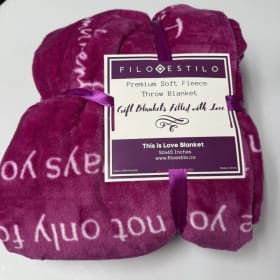 FILO ESTILO
Premium Soft Fleece
Throw Blanket
Gift Blankets Filled with Love
This is Love Blanket
50x65 Inches
www.filoestilo.co
ays yo
e you not only fo